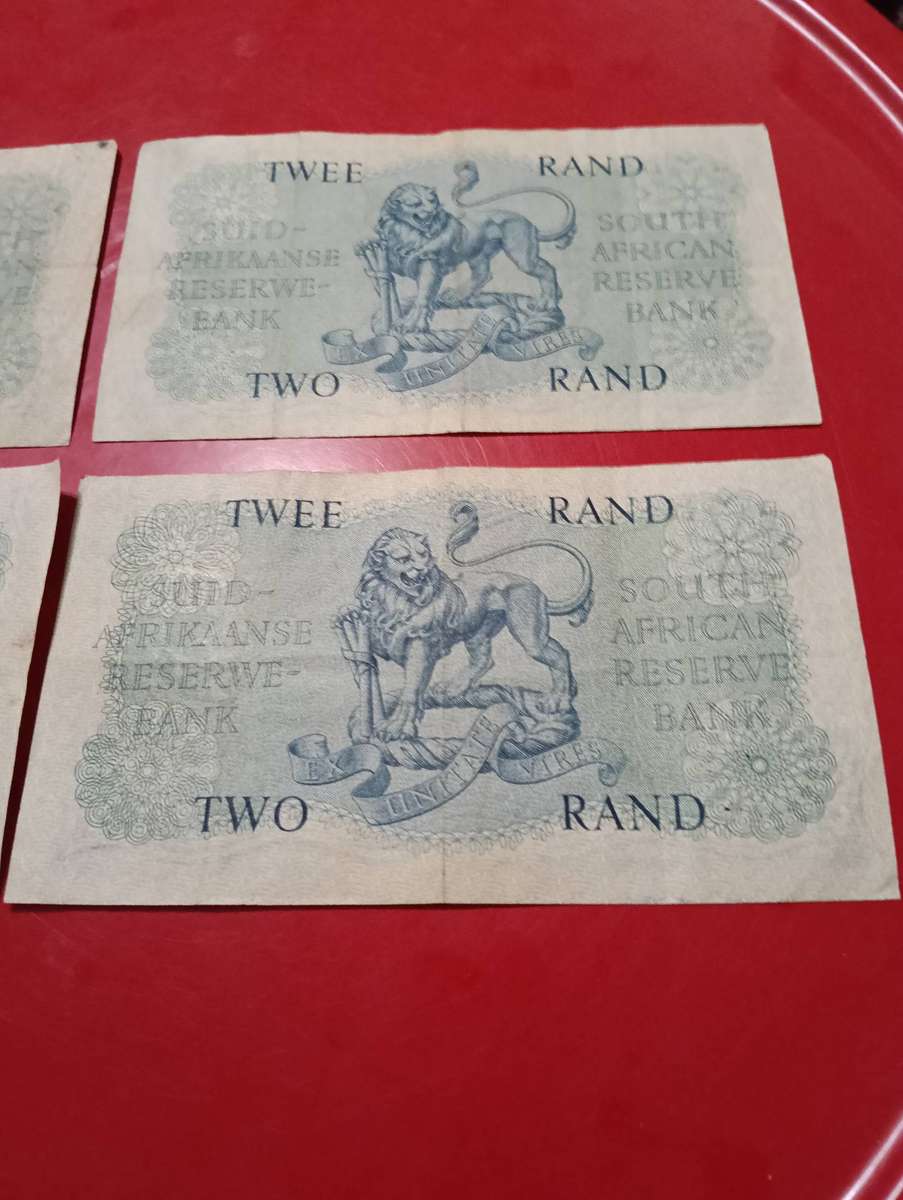 TWEE RAND
SUID-
AFRIKAANSE
RESERWE-
BANK
SOUTH
AFRICAN
RESERVE
BANK
EX UNITATE VIRES
TWO RAND
TWEE RAND
SUID-
AFRIKAANSE
RESERWE-
BANK
SOUTH
AFRICAN
RESERVE
BANK
EX UNITATE VIRES
TWO RAND